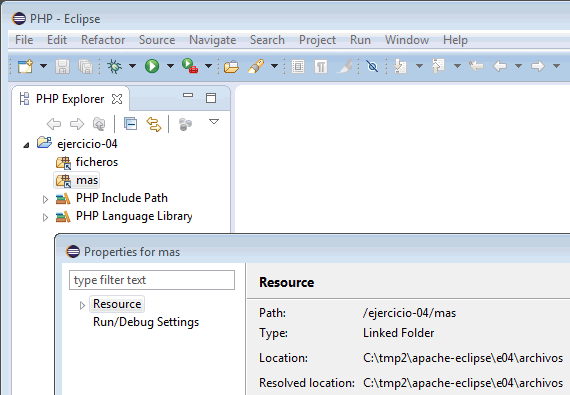 PHP - Eclipse
File Edit Refactor Source Navigate Search Project Run Window Help
PHP Explorer
ejercicio-04
ficheros
mas
PHP Include Path
PHP Language Library
Properties for mas
type filter text
Resource
Run/Debug Settings
Resource
Path: /ejercicio-04/mas
Type: Linked Folder
Location: C:\tmp2\apache-eclipse\e04\archivos
Resolved location: C:\tmp2\apache-eclipse\e04\archivos